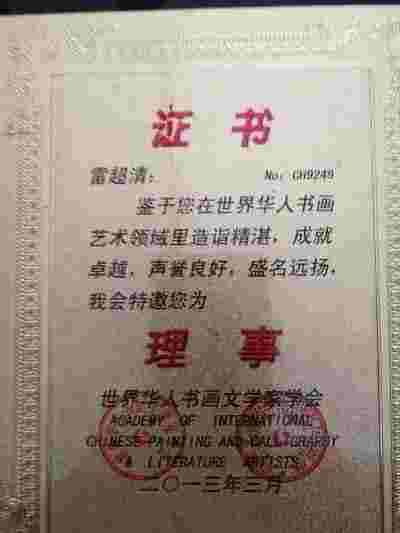 证书
雷超清： No：CH9249
鉴于您在世界华人书画
艺术领域里造诣精湛，成就
卓越，声誉良好，盛名远扬，
我会特邀您为
理事
世界华人书画文学家学会
ACADEMY OF INTERNATIONAL
CHINESE PAINTING AND CALLIGRAPHY
& LITERATURE ARTISTS
二〇一三年三月